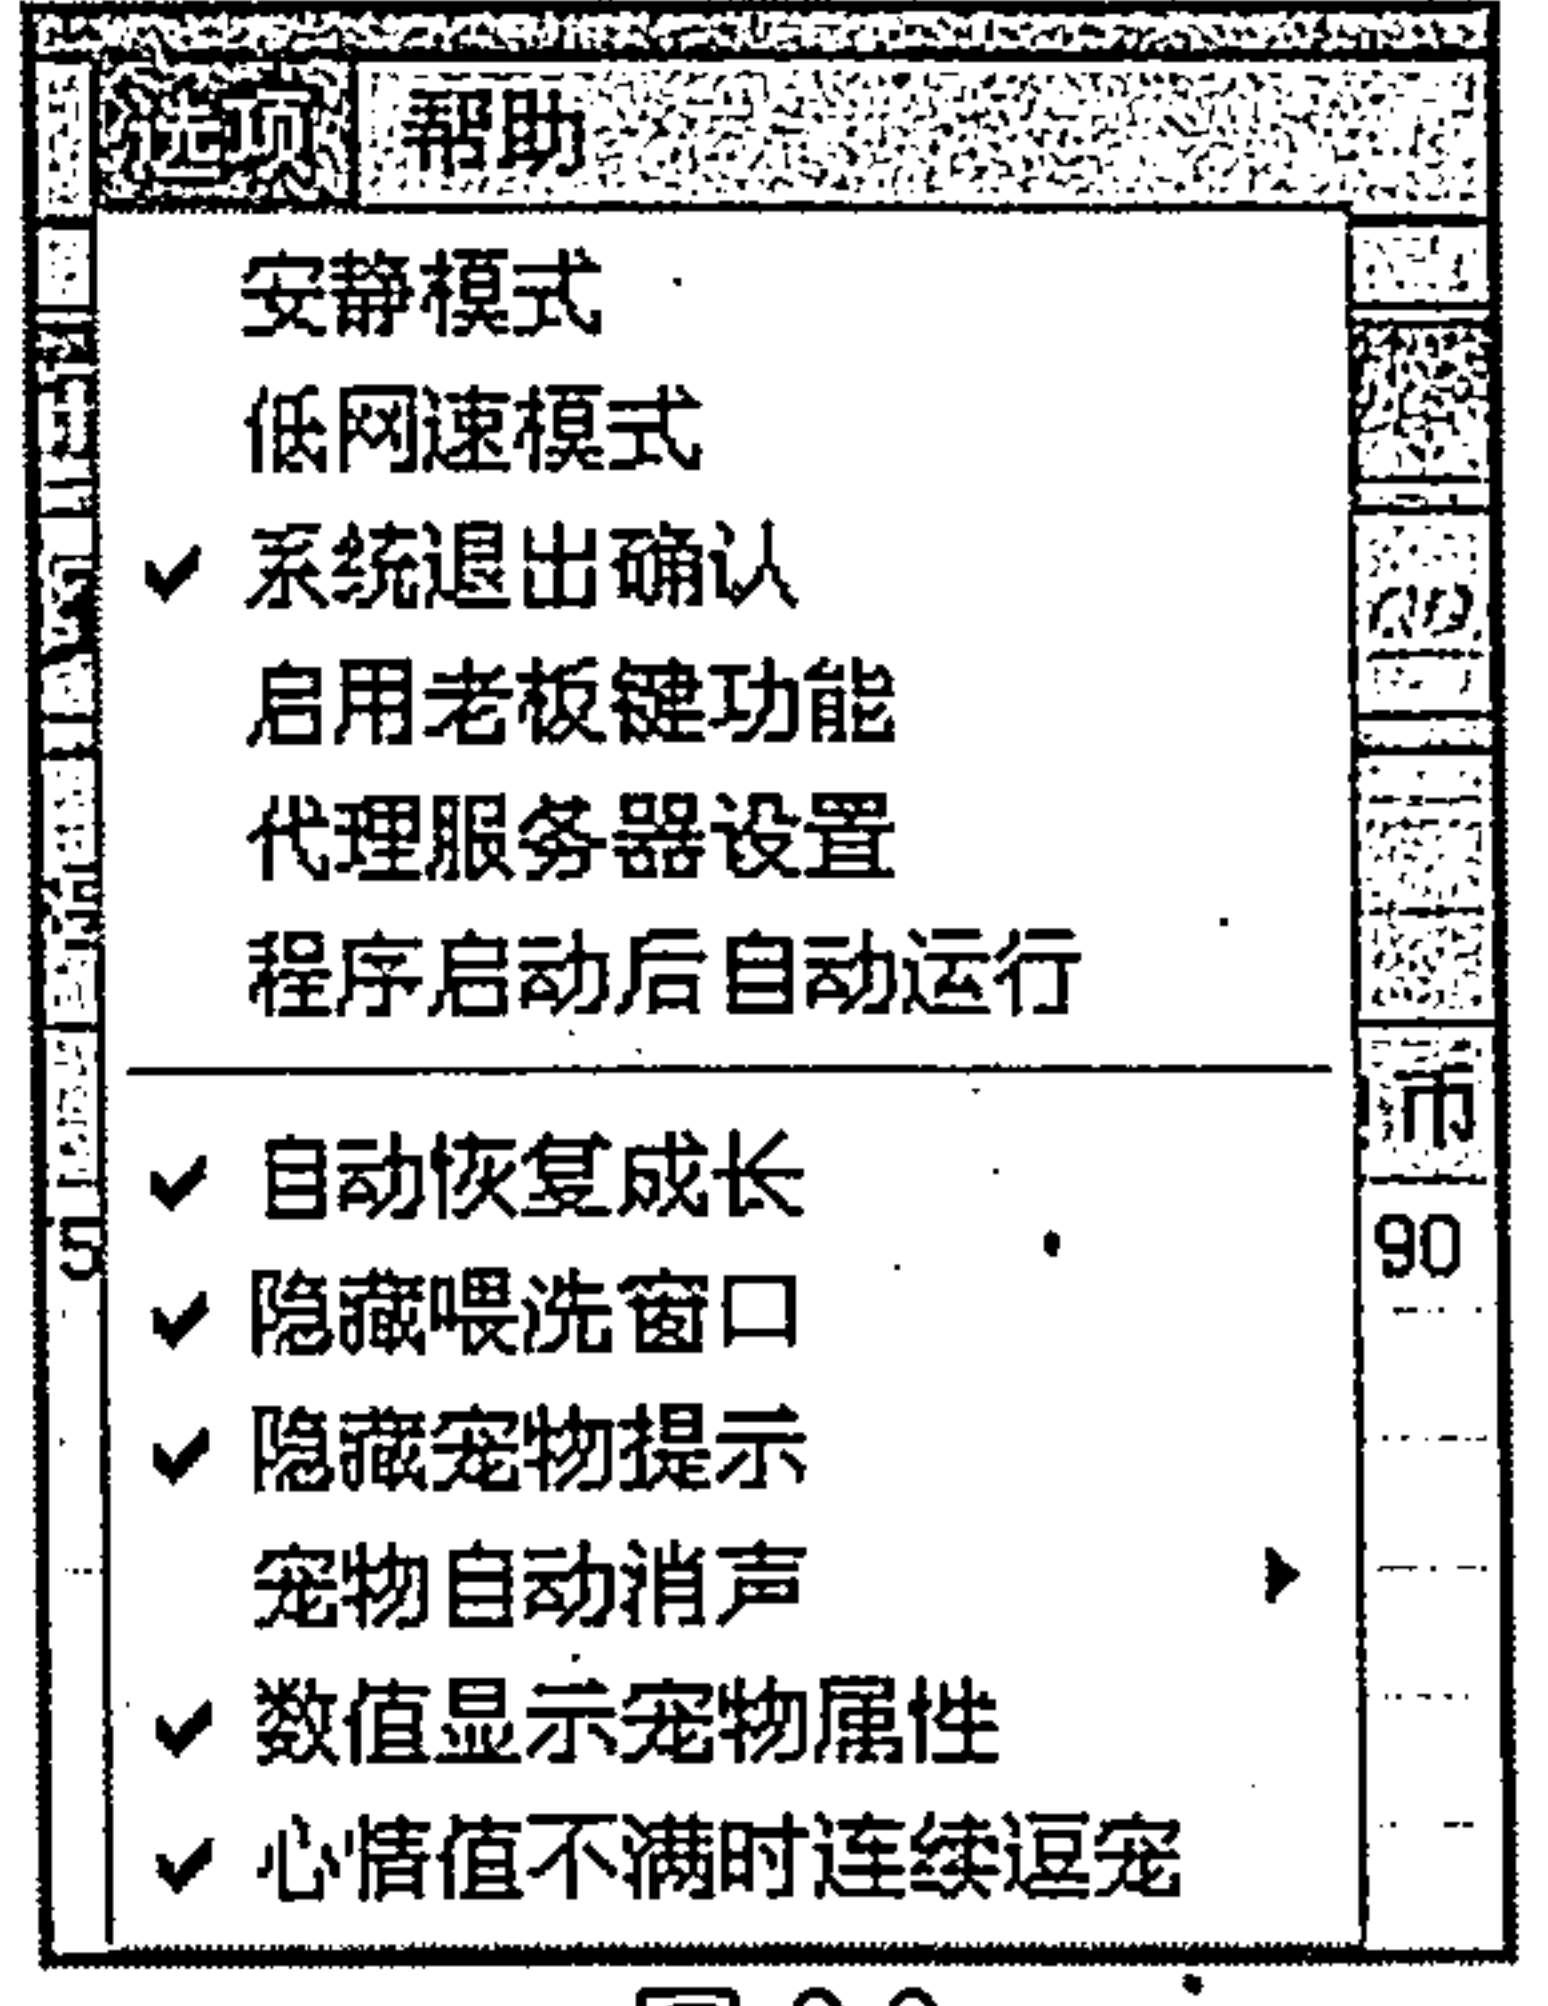 选项 帮助
安静模式
低网速模式
✓ 系统退出确认
启用老板键功能
代理服务器设置
程序启动后自动运行
币
✓ 自动恢复成长
90
✓ 隐藏喂洗窗口
✓ 隐藏宠物提示
宠物自动消声 ▶
✓ 数值显示宠物属性
✓ 心情值不满时连续逗宠